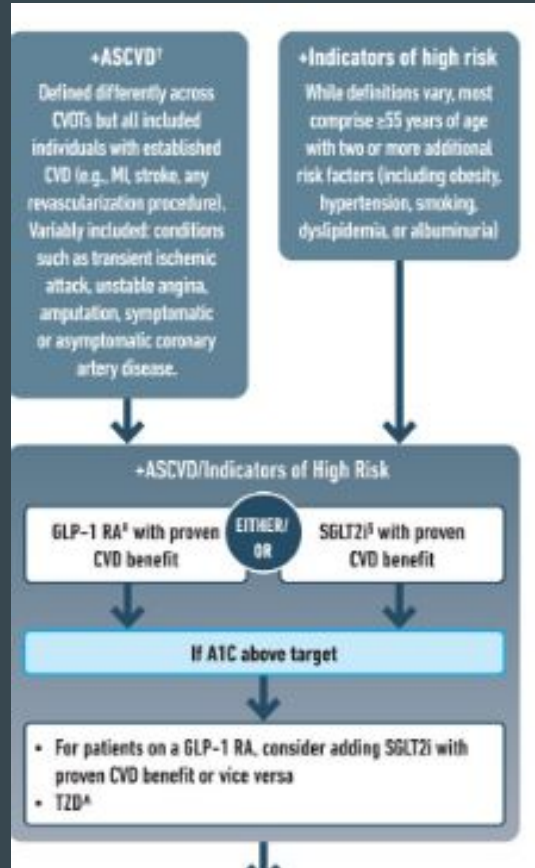 +ASCVD†
Defined differently across
CVOTs but all included
individuals with established
CVD (e.g., MI, stroke, any
revascularization procedure).
Variably included: conditions
such as transient ischemic
attack, unstable angina,
amputation, symptomatic
or asymptomatic coronary
artery disease.
+Indicators of high risk
While definitions vary, most
comprise ≥55 years of age
with two or more additional
risk factors (including obesity,
hypertension, smoking,
dyslipidemia, or albuminuria)
+ASCVD/Indicators of High Risk
GLP-1 RA# with proven
CVD benefit
EITHER/
OR
SGLT2i§ with proven
CVD benefit
If A1C above target
• For patients on a GLP-1 RA, consider adding SGLT2i with
proven CVD benefit or vice versa
• TZD^